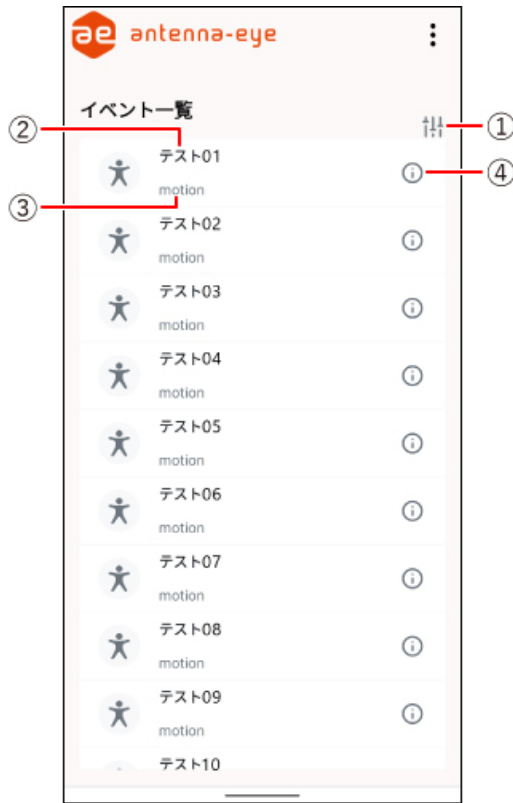 ae antenna-eye
イベント一覧
①
② テスト01
④
③ motion
テスト02
motion
テスト03
motion
テスト04
motion
テスト05
motion
テスト06
motion
テスト07
motion
テスト08
motion
テスト09
motion
テスト10